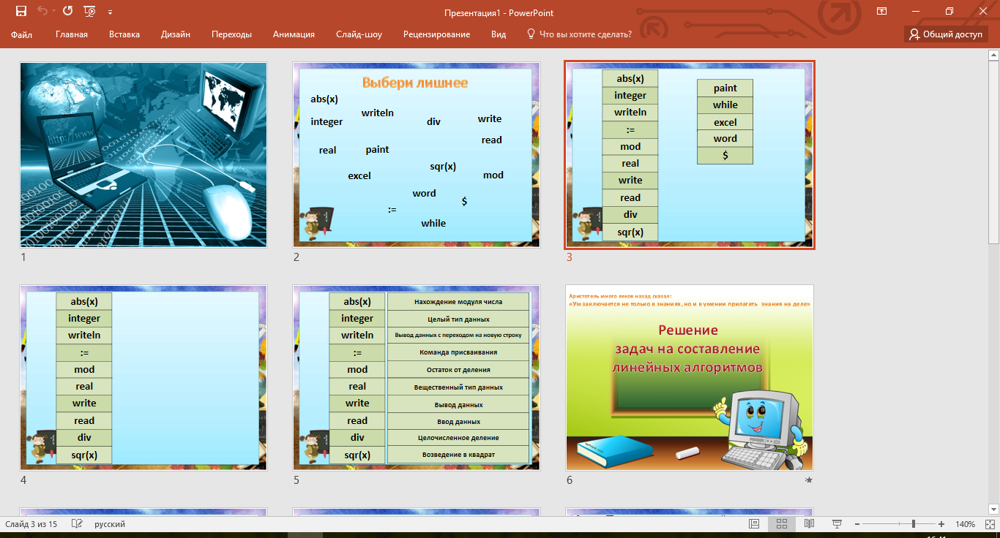 Презентация1 - PowerPoint
Файл Главная Вставка Дизайн Переходы Анимация Слайд-шоу Рецензирование Вид Что вы хотите сделать? Общий доступ
http://www
1
Выбери лишнее
abs(x)
writeln
integer
div
write
read
real
paint
sqr(x)
excel
mod
word
$
:=
while
2
abs(x)
integer
writeln
:=
mod
real
write
read
div
sqr(x)
paint
while
excel
word
$
3
abs(x)
integer
writeln
:=
mod
real
write
read
div
sqr(x)
4
abs(x) Нахождение модуля числа
integer Целый тип данных
writeln Вывод данных с переходом на новую строку
:= Команда присваивания
mod Остаток от деления
real Вещественный тип данных
write Вывод данных
read Ввод данных
div Целочисленное деление
sqr(x) Возведение в квадрат
5
Аристотель много веков назад сказал:
«Ум заключается не только в знаниях, но и в умении прилагать знания на деле»
Решение
задач на составление
линейных алгоритмов
6
Слайд 3 из 15 русский 140%